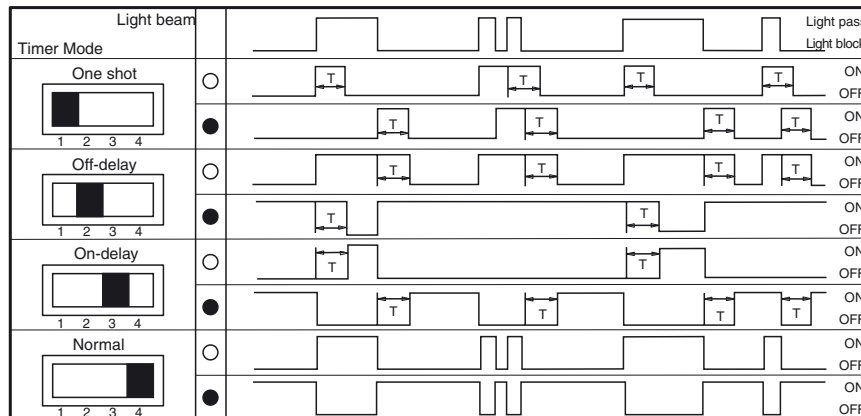 Light beam
Light pass
Timer Mode
Light block
One shot
1 2 3 4
T T T T
ON
OFF
T T T T
ON
OFF
Off-delay
1 2 3 4
T T T T
ON
OFF
T T
ON
OFF
On-delay
1 2 3 4
T T
ON
OFF
T T T T
ON
OFF
Normal
1 2 3 4
ON
OFF
ON
OFF